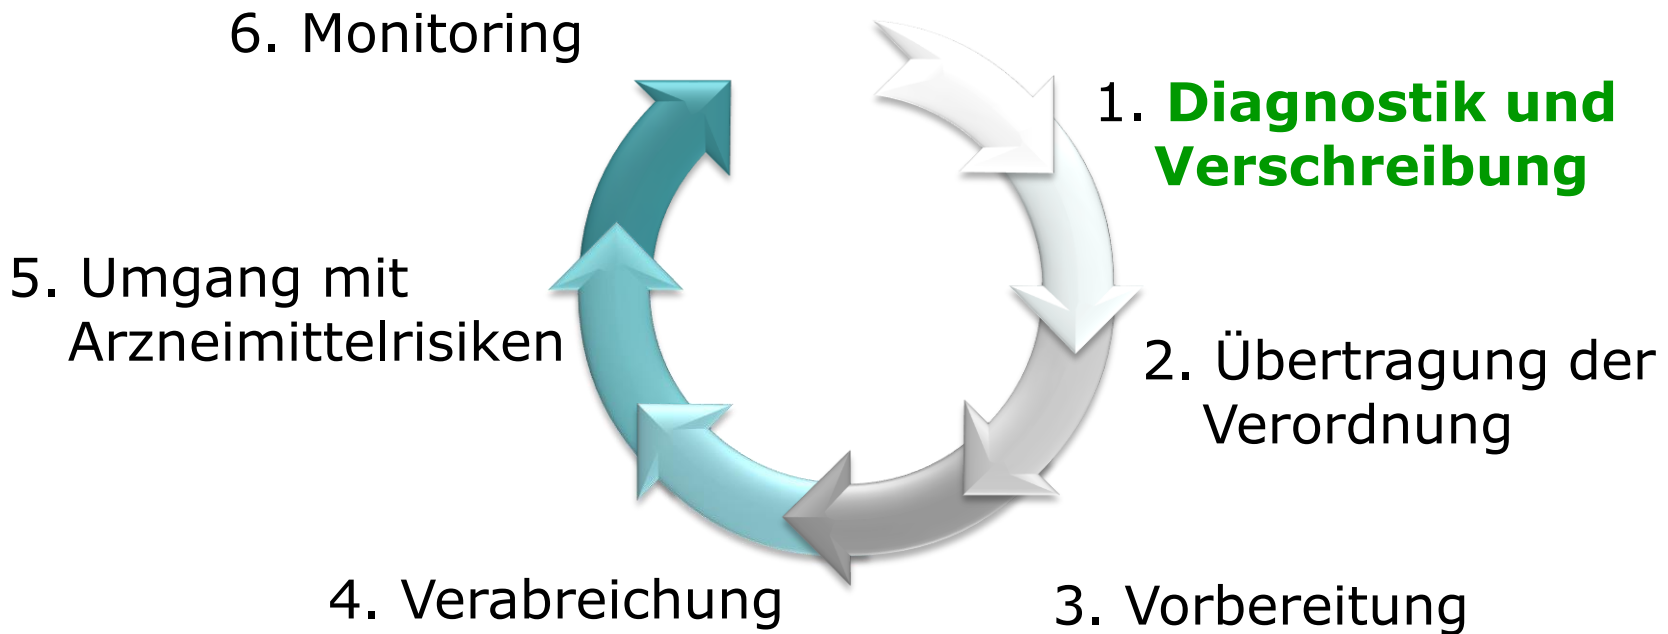 6. Monitoring
1. Diagnostik und
Verschreibung
5. Umgang mit
Arzneimittelrisiken
2. Übertragung der
Verordnung
4. Verabreichung
3. Vorbereitung